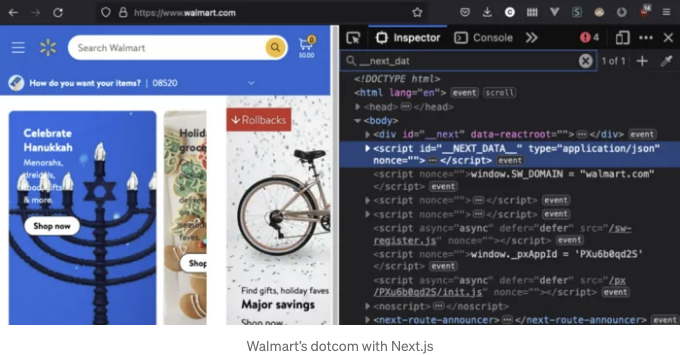 https://www.walmart.com
14
Search Walmart
0
$0.00
How do you want your items? | 08520
Celebrate
Hanukkah
Menorahs,
dreidels,
food, gifts
& more.
Shop now
Rollbacks
Find gifts, holiday faves
Major savings
Shop now
Inspector
Console
4
__next_dat
1 of 1
<!DOCTYPE html>
<html lang="en"> event scroll
<head> </head>
<body>
<div id="__next" data-reactroot=""> </div> event
<script id="__NEXT_DATA__" type="application/json"
nonce=""> </script> event
<script nonce="">window.SW_DOMAIN = "walmart.com"
</script> event
<script nonce=""> </script> event
<script nonce=""> </script> event
<script async="" defer="defer" src="/sw-
register.js" nonce=""></script> event
<script nonce="">window._pxAppId = 'PXu6b0qd2S'
</script> event
<script async="" defer="defer" src="/px
/PXu6b0qd2S/init.js" nonce=""></script> event
<noscript> </noscript>
<next-route-announcer> </next-route-announcer> event
Walmart's dotcom with Next.js